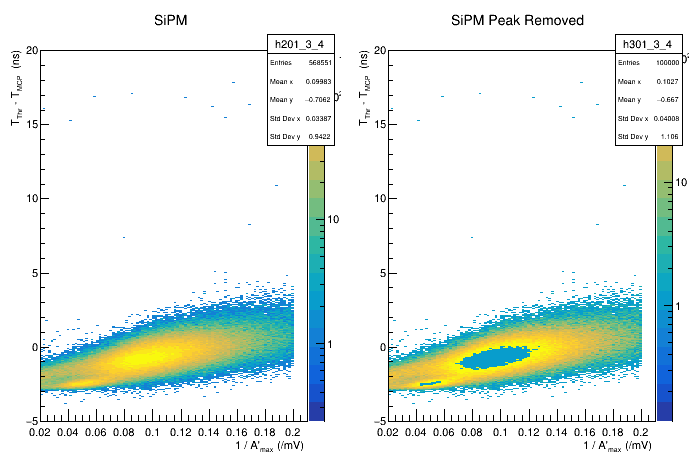 SiPM
h201_3_4
Entries 568551
Mean x 0.09983
Mean y −0.7062
Std Dev x 0.03387
Std Dev y 0.9422
T_Thr - T_MCP (ns)
20
15
10
5
0
−5
0.02 0.04 0.06 0.08 0.1 0.12 0.14 0.16 0.18 0.2
1 / A'_max (/mV)
10
1
SiPM Peak Removed
h301_3_4
Entries 100000
Mean x 0.1027
Mean y −0.667
Std Dev x 0.04008
Std Dev y 1.106
T_Thr - T_MCP (ns)
20
15
10
5
0
−5
0.02 0.04 0.06 0.08 0.1 0.12 0.14 0.16 0.18 0.2
1 / A'_max (/mV)
10
1